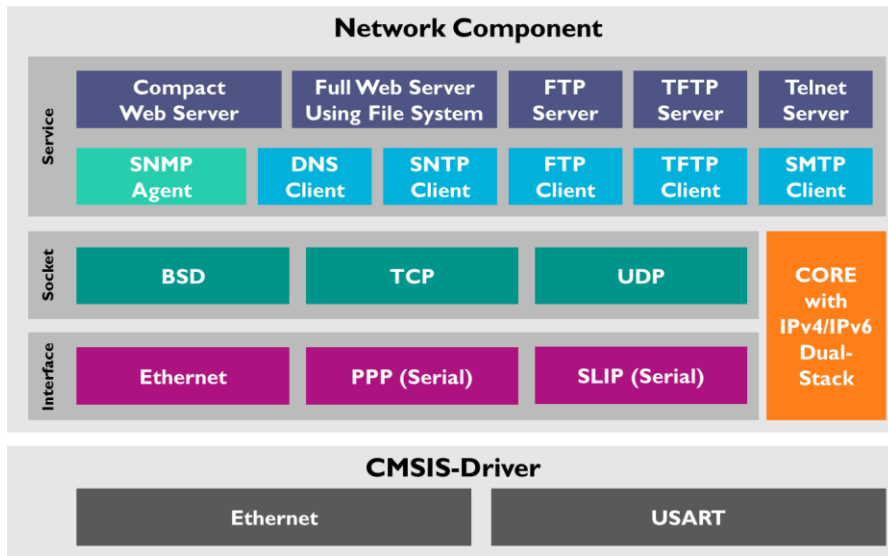 Network Component
Service
Compact
Web Server
Full Web Server
Using File System
FTP
Server
TFTP
Server
Telnet
Server
SNMP
Agent
DNS
Client
SNTP
Client
FTP
Client
TFTP
Client
SMTP
Client
Socket
BSD
TCP
UDP
CORE
with
IPv4/IPv6
Dual-
Stack
Interface
Ethernet
PPP (Serial)
SLIP (Serial)
CMSIS-Driver
Ethernet
USART